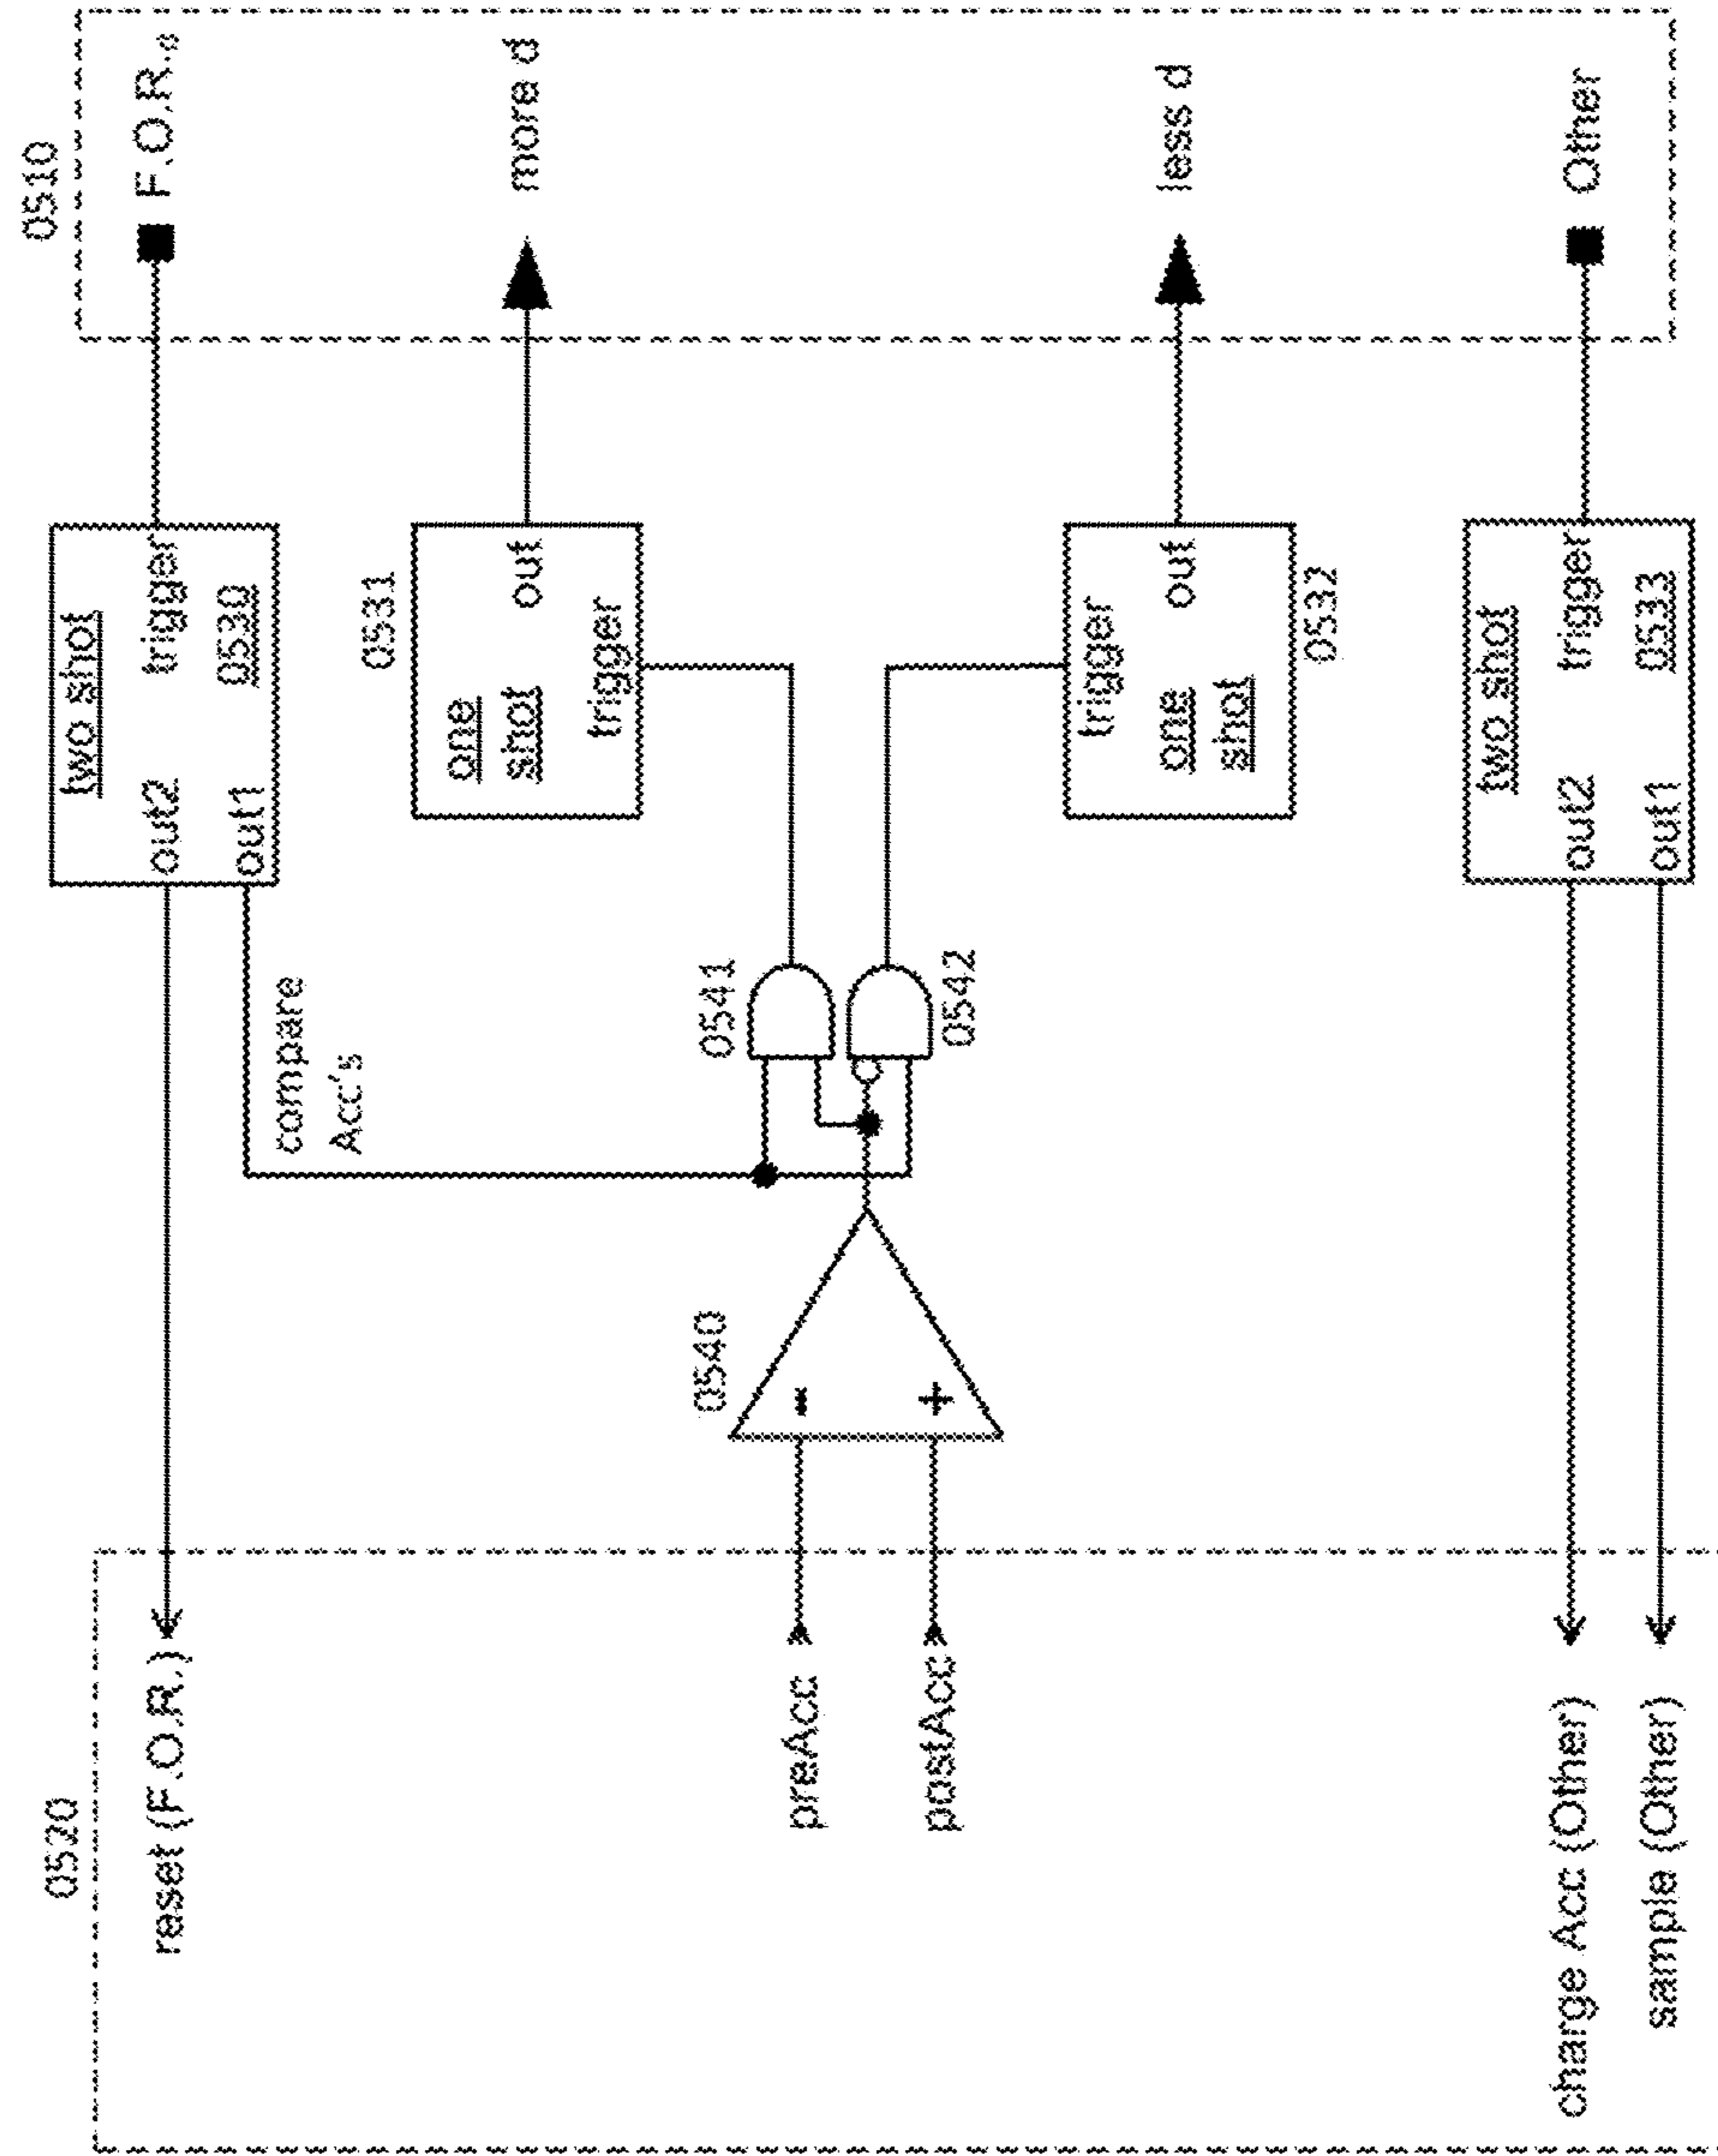 0510
F.O.R.d
more d
less d
Other
two shot
trigger
0530
out2
out1
0531
one
shot
out
trigger
trigger
one
shot
out
0532
two shot
trigger
0533
out2
out1
compare
Acc's
0541
0542
0540
-
+
0520
reset (F.O.R.)
preAcc
postAcc
charge Acc (Other)
sample (Other)